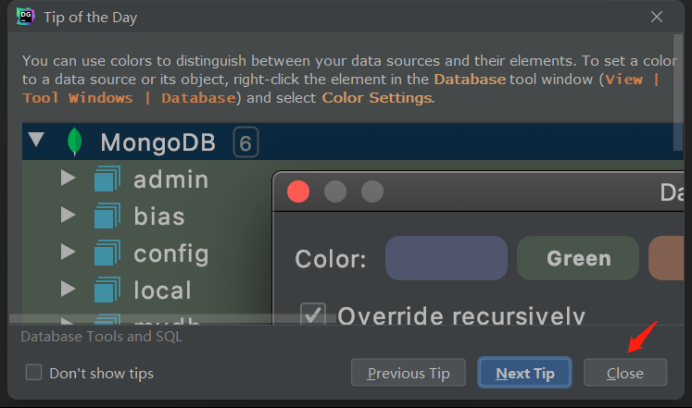 DG
Tip of the Day
You can use colors to distinguish between your data sources and their elements. To set a color
to a data source or its object, right-click the element in the Database tool window (View |
Tool Windows | Database) and select Color Settings.
MongoDB 6
admin
bias
config
Da
Color: Green
local
Override recursively
mydb
Database Tools and SQL
Don't show tips
Previous Tip
Next Tip
Close